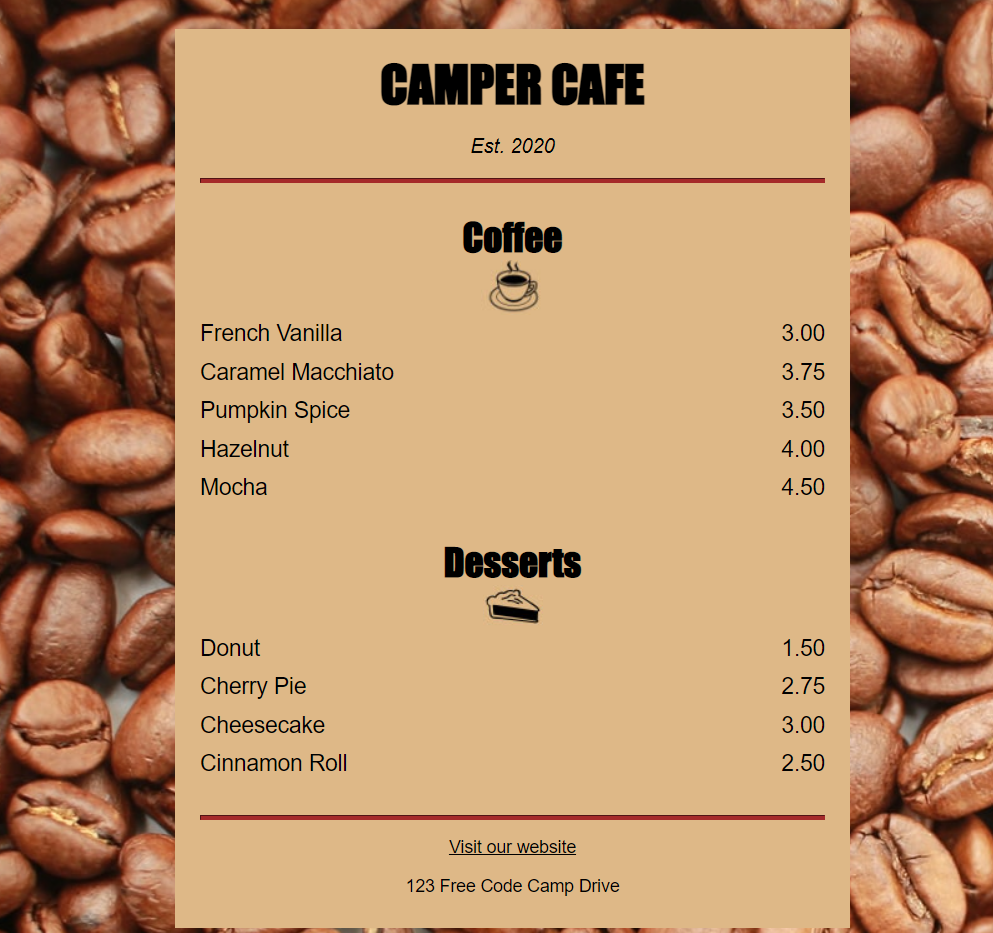 CAMPER CAFE
Est. 2020
Coffee
French Vanilla 3.00
Caramel Macchiato 3.75
Pumpkin Spice 3.50
Hazelnut 4.00
Mocha 4.50
Desserts
Donut 1.50
Cherry Pie 2.75
Cheesecake 3.00
Cinnamon Roll 2.50
Visit our website
123 Free Code Camp Drive